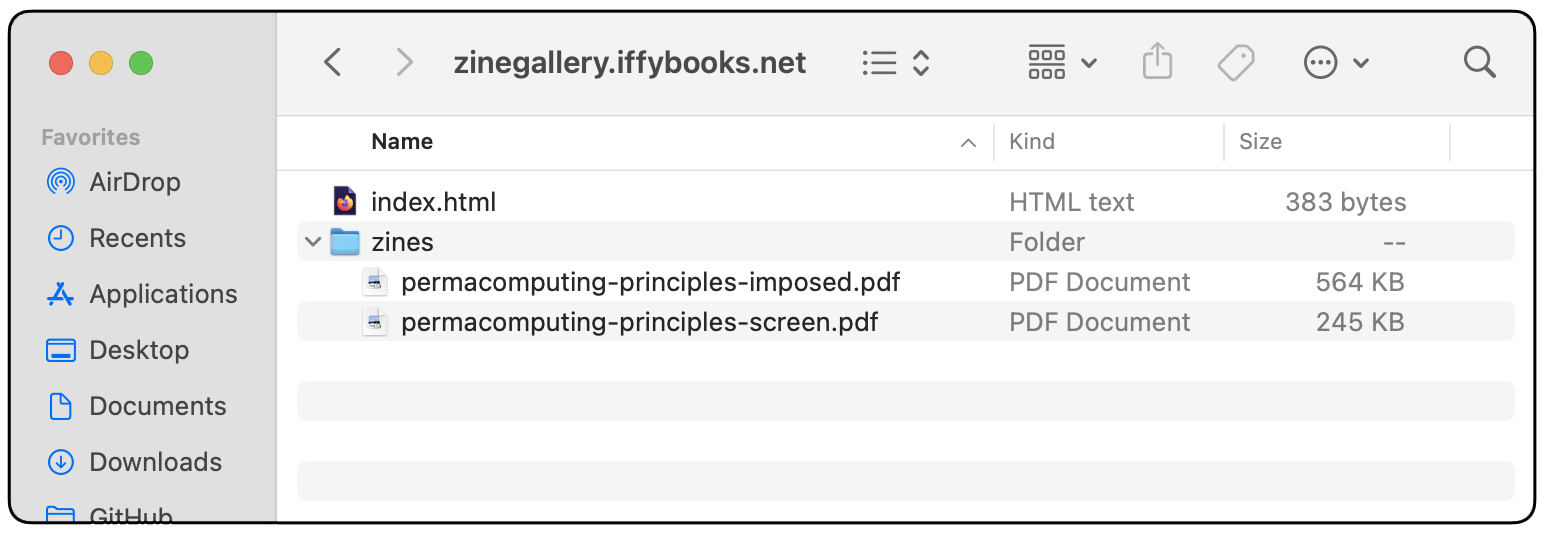 zinegallery.iffybooks.net
Favorites
AirDrop
Recents
Applications
Desktop
Documents
Downloads
GitHub
Name Kind Size
index.html HTML text 383 bytes
zines Folder --
permacomputing-principles-imposed.pdf PDF Document 564 KB
permacomputing-principles-screen.pdf PDF Document 245 KB